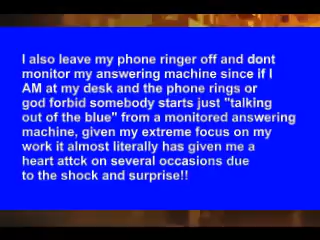 I also leave my phone ringer off and dont
monitor my answering machine since if I
AM at my desk and the phone rings or
god forbid somebody starts just "talking
out of the blue" from a monitored answering
machine, given my extreme focus on my
work it almost literally has given me a
heart attck on several occasions due
to the shock and surprise!!